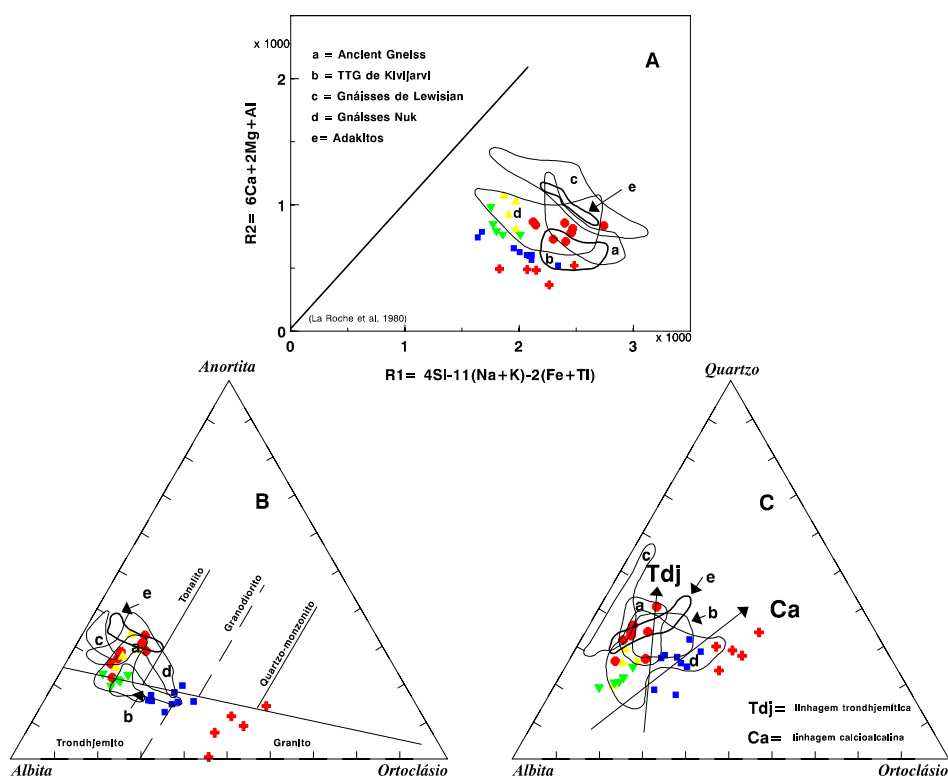 x 1000
A
a = Ancient Gneiss
b = TTG de Kivijarvi
c = Gnáisses de Lewisian
d = Gnáisses Nuk
e= Adakitos
R2= 6Ca+2Mg+Al
2
1
0
c
e
d
a
b
(La Roche et al, 1980)
0 1 2 3
x 1000
R1= 4Si-11(Na+K)-2(Fe+Ti)
Anortita
B
Tonalito
Granodiorito
Quartzo-monzonito
e
c
a
d
b
Trondhjemito
Granito
Albita
Ortoclásio
Quartzo
C
c
Tdj
e
a
b
Ca
d
Tdj= linhagem trondhjemítica
Ca= linhagem calcioalcalina
Albita
Ortoclásio